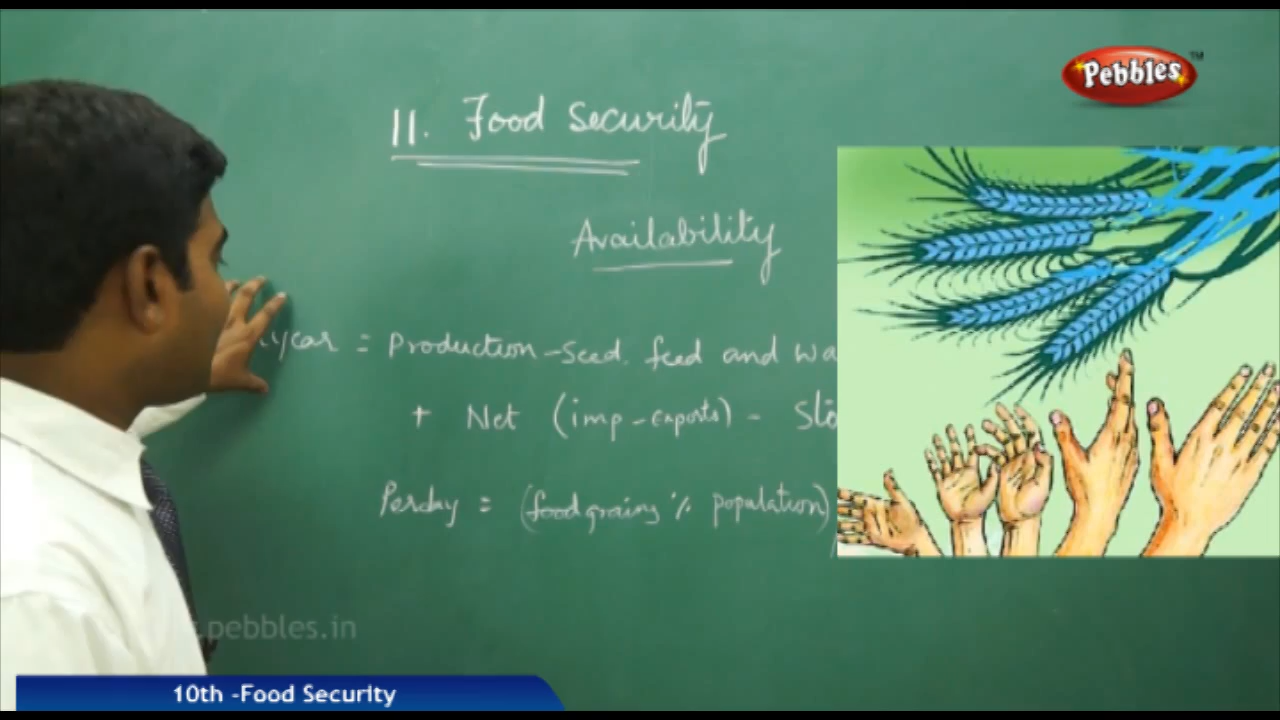 Pebbles™
11. Food Security
Availability
year = Production - Seed. feed and wa
+ Net (imp - exports) - Sto
Perday = (foodgrains % population)
.pebbles.in
10th -Food Security